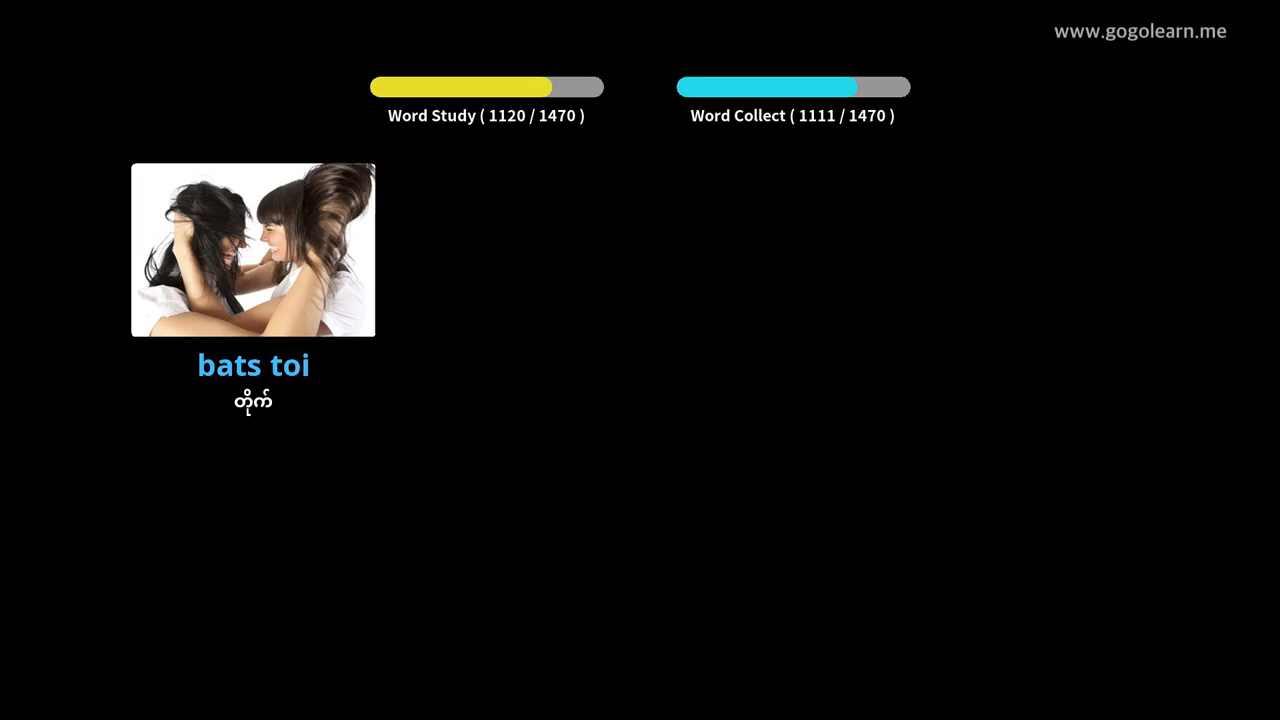 www.gogolearn.me
Word Study ( 1120 / 1470 )
Word Collect ( 1111 / 1470 )
bats toi
တိုက်